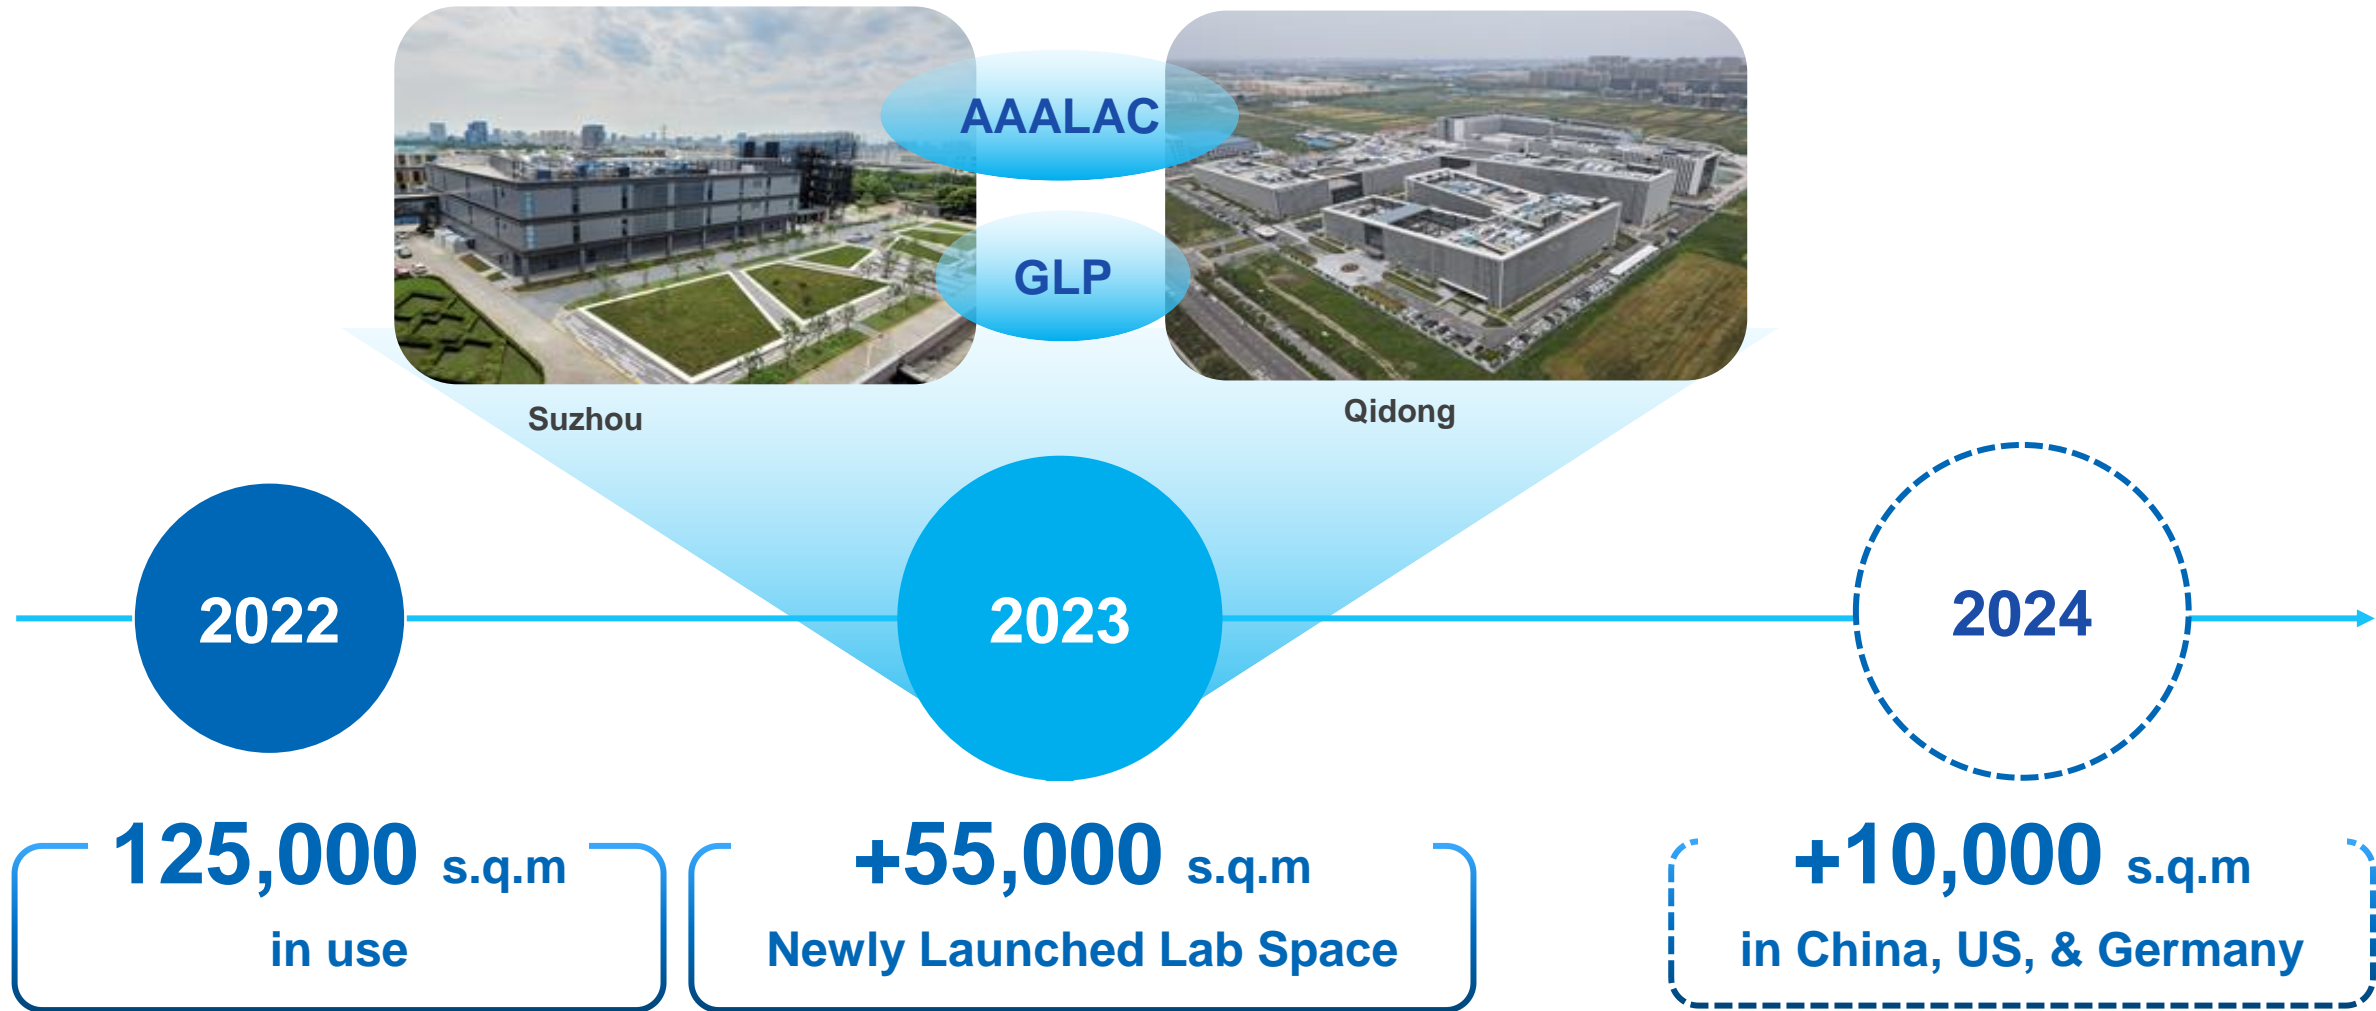 AAALAC
GLP
Suzhou
Qidong
2022
2023
2024
125,000 s.q.m
in use
+55,000 s.q.m
Newly Launched Lab Space
+10,000 s.q.m
in China, US, & Germany